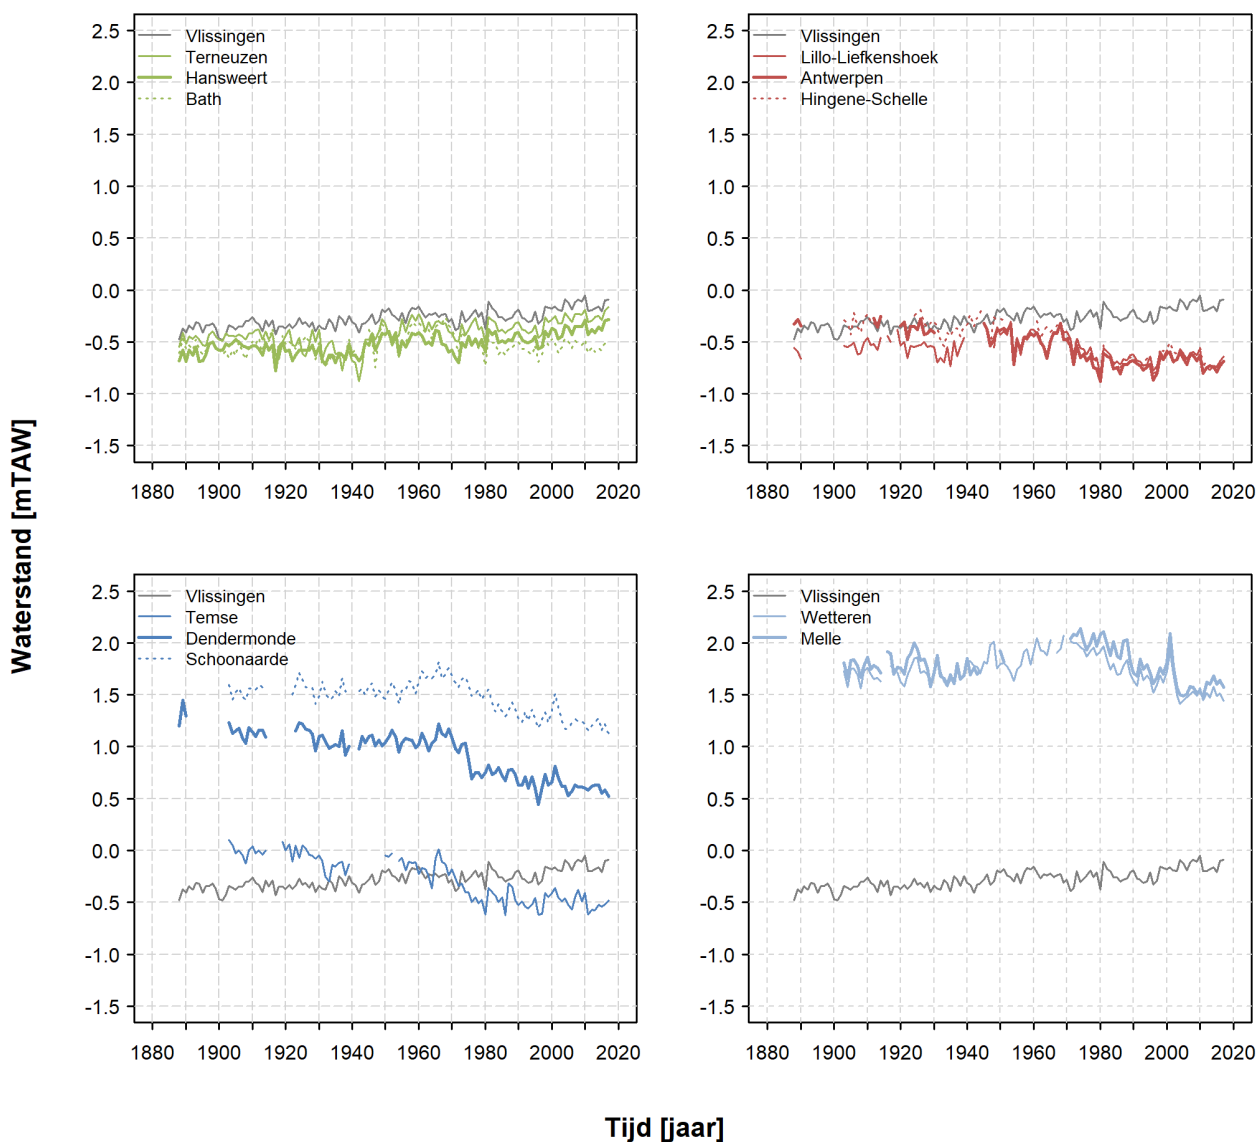 2.5
2.0
1.5
1.0
0.5
0.0
-0.5
-1.0
-1.5
Vlissingen
Terneuzen
Hansweert
Bath
1880 1900 1920 1940 1960 1980 2000 2020
2.5
2.0
1.5
1.0
0.5
0.0
-0.5
-1.0
-1.5
Vlissingen
Lillo-Liefkenshoek
Antwerpen
Hingene-Schelle
1880 1900 1920 1940 1960 1980 2000 2020
Waterstand [mTAW]
2.5
2.0
1.5
1.0
0.5
0.0
-0.5
-1.0
-1.5
Vlissingen
Temse
Dendermonde
Schoonaarde
1880 1900 1920 1940 1960 1980 2000 2020
2.5
2.0
1.5
1.0
0.5
0.0
-0.5
-1.0
-1.5
Vlissingen
Wetteren
Melle
1880 1900 1920 1940 1960 1980 2000 2020
Tijd [jaar]